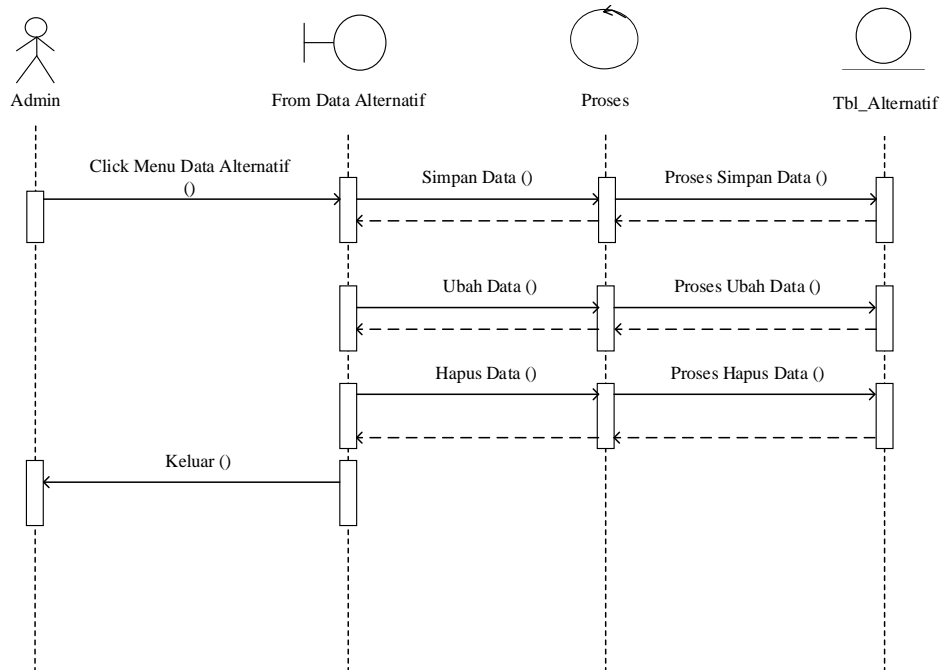 Admin
From Data Alternatif
Proses
Tbl_Alternatif
Click Menu Data Alternatif
()
Simpan Data ()
Proses Simpan Data ()
Ubah Data ()
Proses Ubah Data ()
Hapus Data ()
Proses Hapus Data ()
Keluar ()